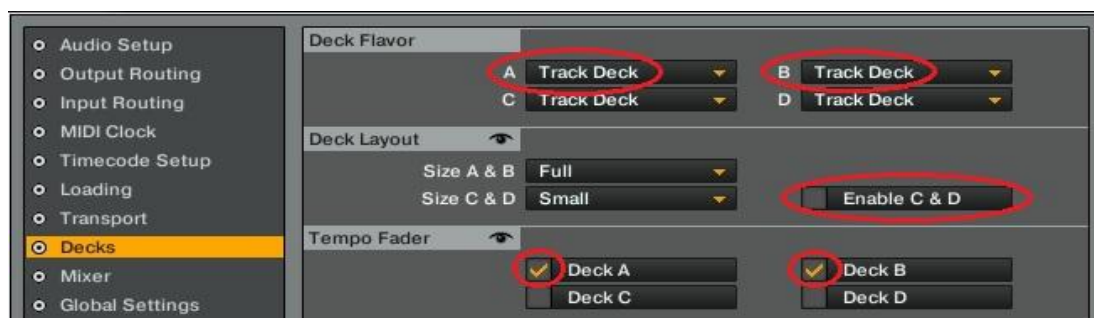 Audio Setup
Output Routing
Input Routing
MIDI Clock
Timecode Setup
Loading
Transport
Decks
Mixer
Global Settings
Deck Flavor
A Track Deck B Track Deck
C Track Deck D Track Deck
Deck Layout
Size A & B Full
Size C & D Small Enable C & D
Tempo Fader
Deck A Deck B
Deck C Deck D